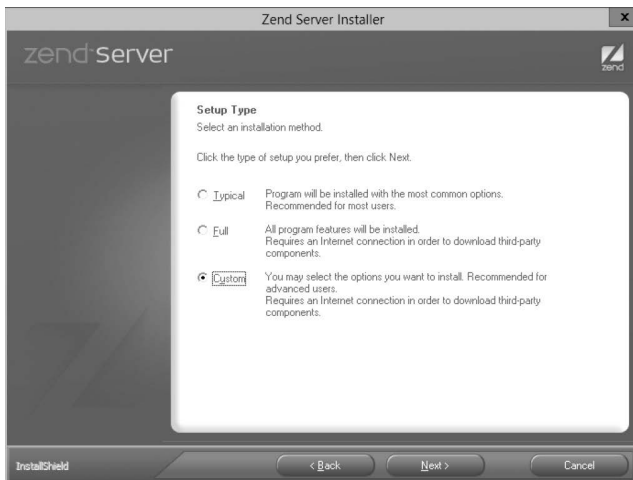 Zend Server Installer
x
zend server
zend
Setup Type
Select an installation method.
Click the type of setup you prefer, then click Next.
Typical
Program will be installed with the most common options.
Recommended for most users.
Full
All program features will be installed.
Requires an Internet connection in order to download third-party
components.
Custom
You may select the options you want to install. Recommended for
advanced users.
Requires an Internet connection in order to download third-party
components.
InstallShield
< Back
Next >
Cancel